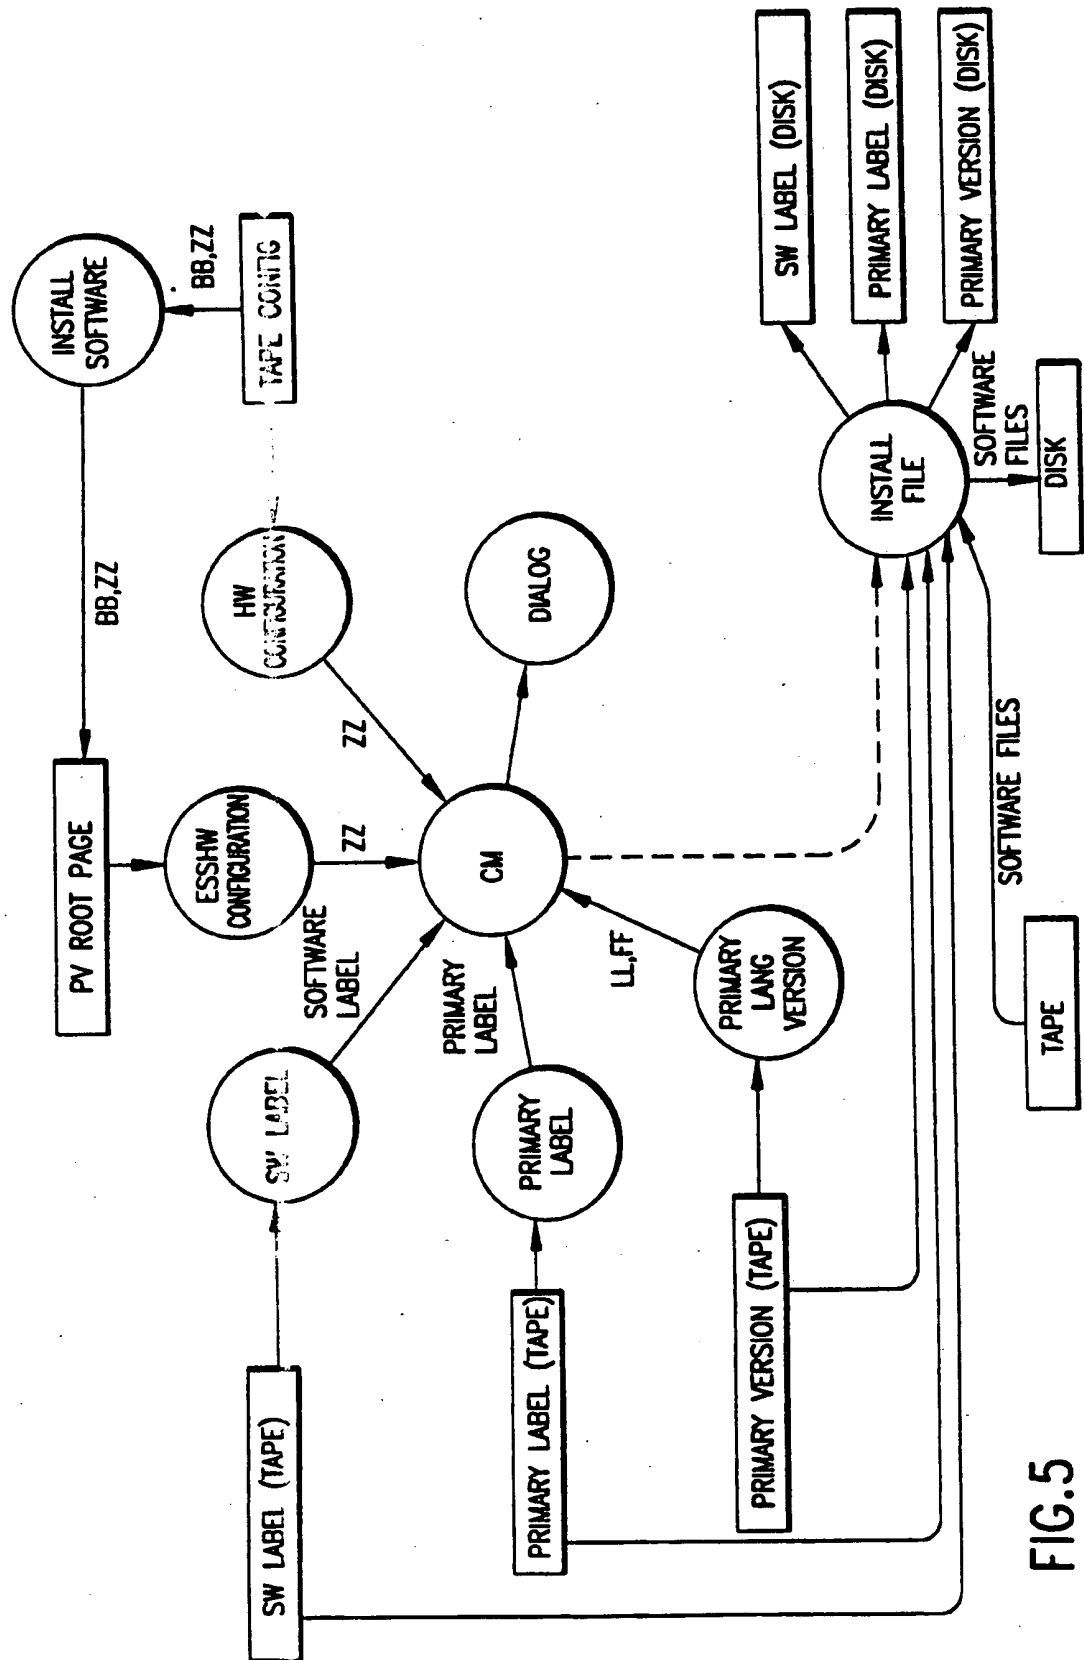 INSTALL
SOFTWARE
BB,ZZ
TAPE CONFIG
BB,ZZ
PV ROOT PAGE
ESSHW
CONFIGURATION
ZZ
HW
CONFIGURATION
ZZ
SW LABEL (TAPE)
SW LABEL
SOFTWARE
LABEL
CM
DIALOG
PRIMARY LABEL (TAPE)
PRIMARY
LABEL
PRIMARY
LABEL
PRIMARY VERSION (TAPE)
PRIMARY
LANG
VERSION
LL,FF
TAPE
SOFTWARE FILES
INSTALL
FILE
SOFTWARE
FILES
DISK
SW LABEL (DISK)
PRIMARY LABEL (DISK)
PRIMARY VERSION (DISK)
FIG.5